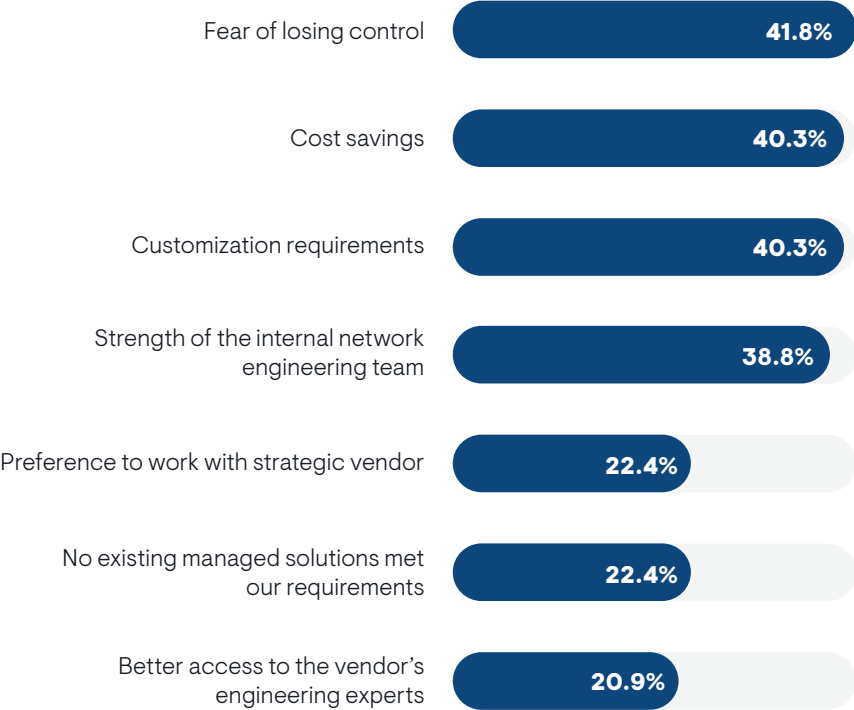 Fear of losing control
41.8%
Cost savings
40.3%
Customization requirements
40.3%
Strength of the internal network
engineering team
38.8%
Preference to work with strategic vendor
22.4%
No existing managed solutions met
our requirements
22.4%
Better access to the vendor’s
engineering experts
20.9%